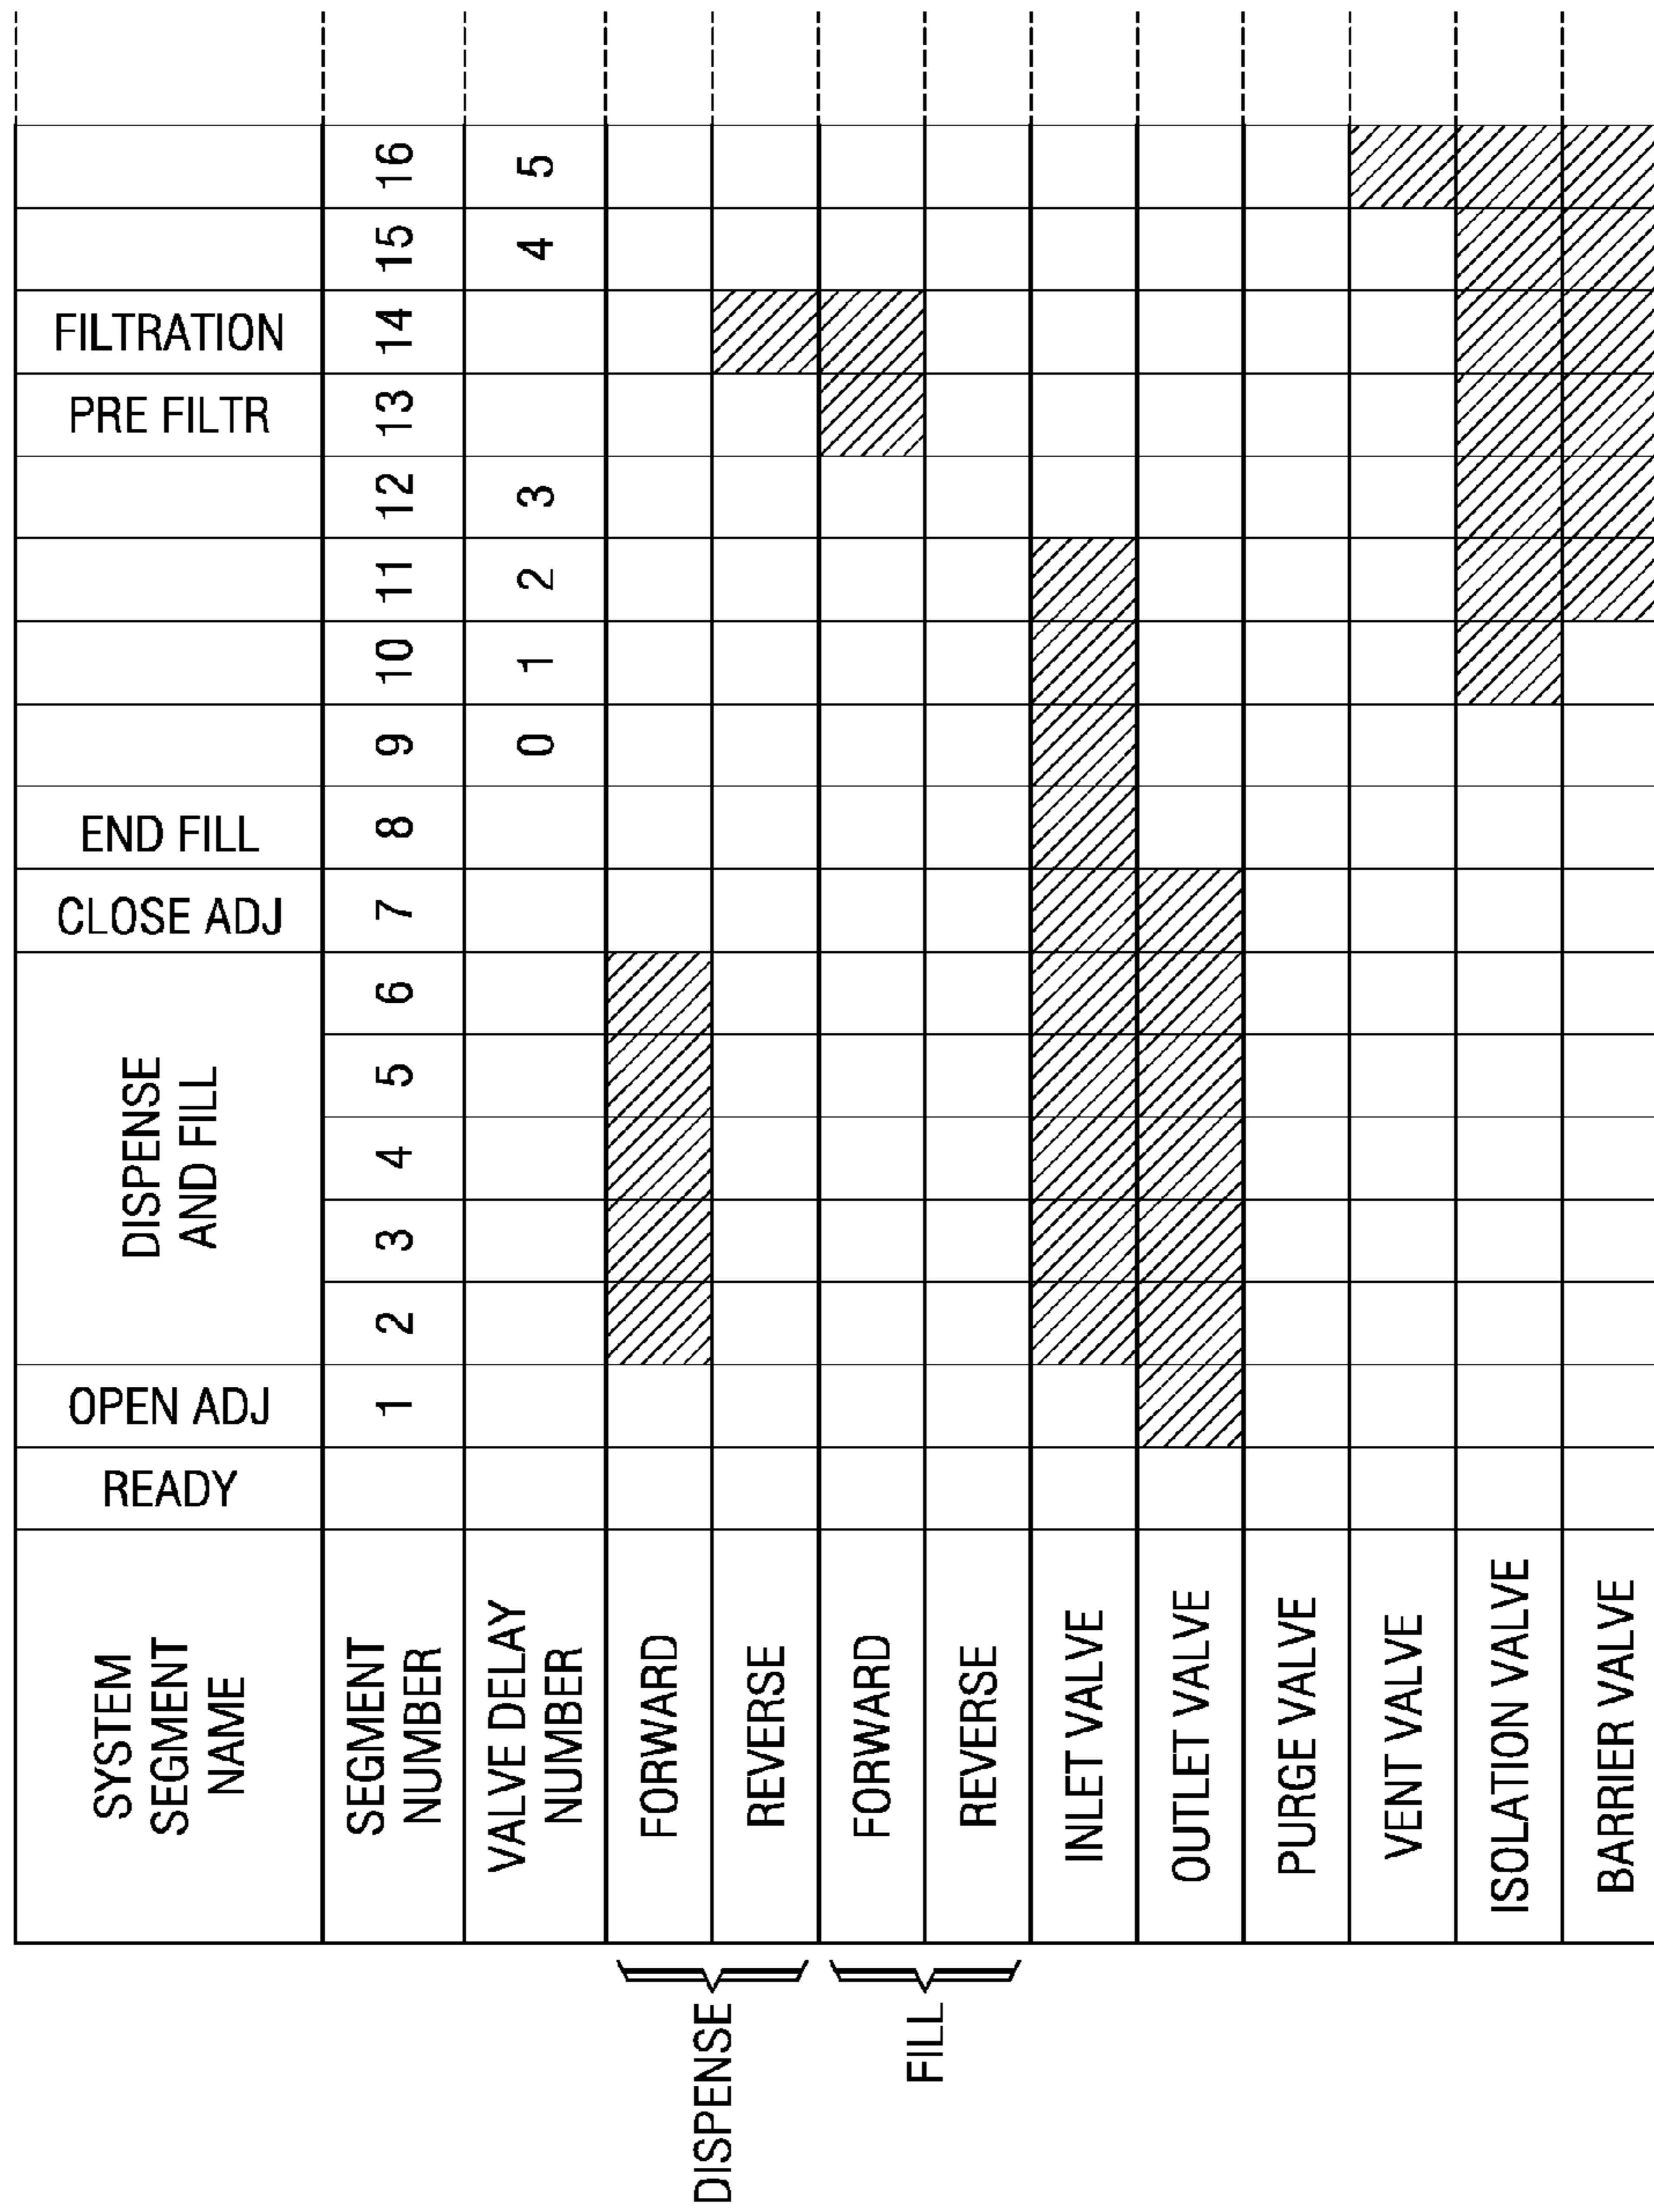 SYSTEM
SEGMENT
NAME
READY
OPEN ADJ
DISPENSE
AND FILL
CLOSE ADJ
END FILL
PRE FILTR
FILTRATION
SEGMENT
NUMBER
1 2 3 4 5 6 7 8 9 10 11 12 13 14 15 16
VALVE DELAY
NUMBER
0 1 2 3 4 5
DISPENSE
FORWARD
REVERSE
FILL
FORWARD
REVERSE
INLET VALVE
OUTLET VALVE
PURGE VALVE
VENT VALVE
ISOLATION VALVE
BARRIER VALVE